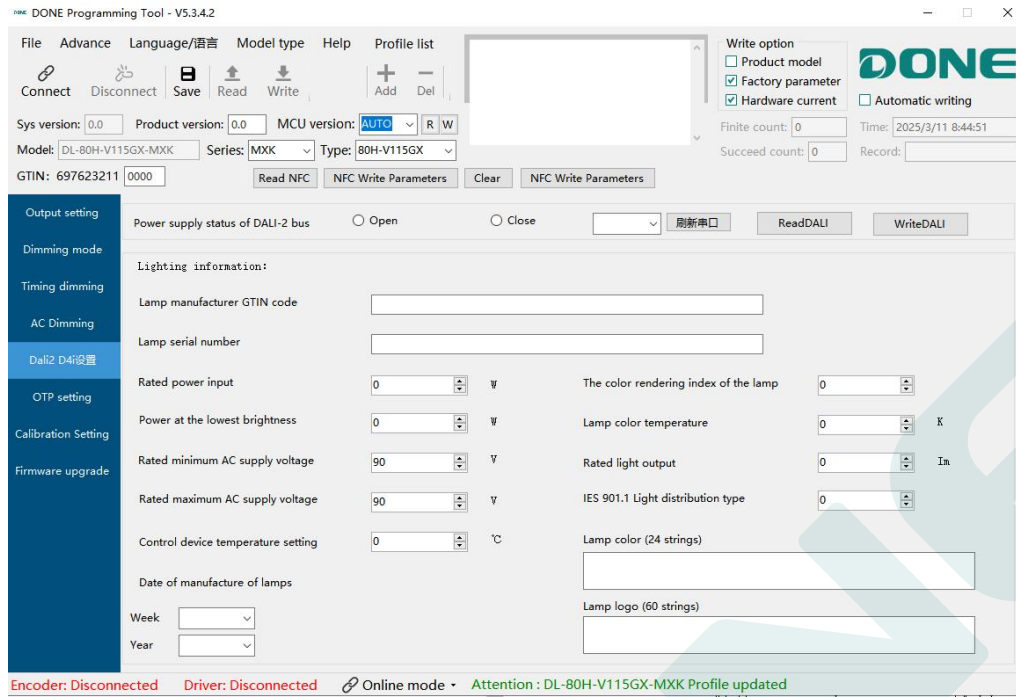 DONE Programming Tool - V5.3.4.2
File Advance Language/语言 Model type Help Profile list
Connect Disconnect Save Read Write Add Del
Write option
Product model
Factory parameter
Hardware current
DONE
Automatic writing
Sys version: 0.0 Product version: 0.0 MCU version: AUTO R W
Finite count: 0 Time: 2025/3/11 8:44:51
Model: DL-80H-V115GX-MXK Series: MXK Type: 80H-V115GX
Succeed count: 0 Record:
GTIN: 697623211 0000 Read NFC NFC Write Parameters Clear NFC Write Parameters
Output setting
Dimming mode
Timing dimming
AC Dimming
Dali2 D4i设置
OTP setting
Calibration Setting
Firmware upgrade
Power supply status of DALI-2 bus Open Close 刷新串口 ReadDALI WriteDALI
Lighting information:
Lamp manufacturer GTIN code
Lamp serial number
Rated power input 0 W The color rendering index of the lamp 0
Power at the lowest brightness 0 W Lamp color temperature 0 K
Rated minimum AC supply voltage 90 V Rated light output 0 Im
Rated maximum AC supply voltage 90 V IES 901.1 Light distribution type 0
Control device temperature setting 0 ℃ Lamp color (24 strings)
Date of manufacture of lamps
Week
Lamp logo (60 strings)
Year
Encoder: Disconnected Driver: Disconnected Online mode Attention : DL-80H-V115GX-MXK Profile updated